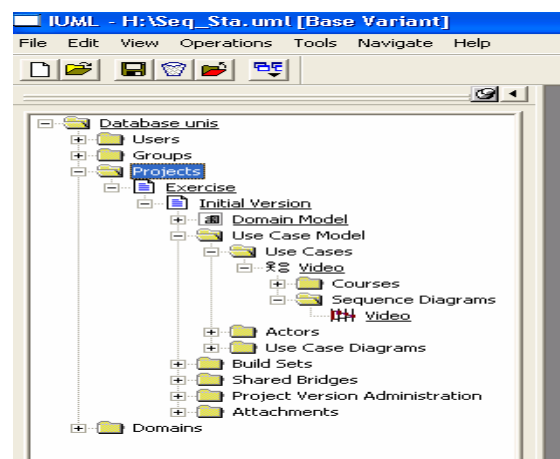 IUML - H:\Seq_Sta.uml [Base Variant]
File Edit View Operations Tools Navigate Help
Database unis
Users
Groups
Projects
Exercise
Initial Version
Domain Model
Use Case Model
Use Cases
Video
Courses
Sequence Diagrams
Video
Actors
Use Case Diagrams
Build Sets
Shared Bridges
Project Version Administration
Attachments
Domains